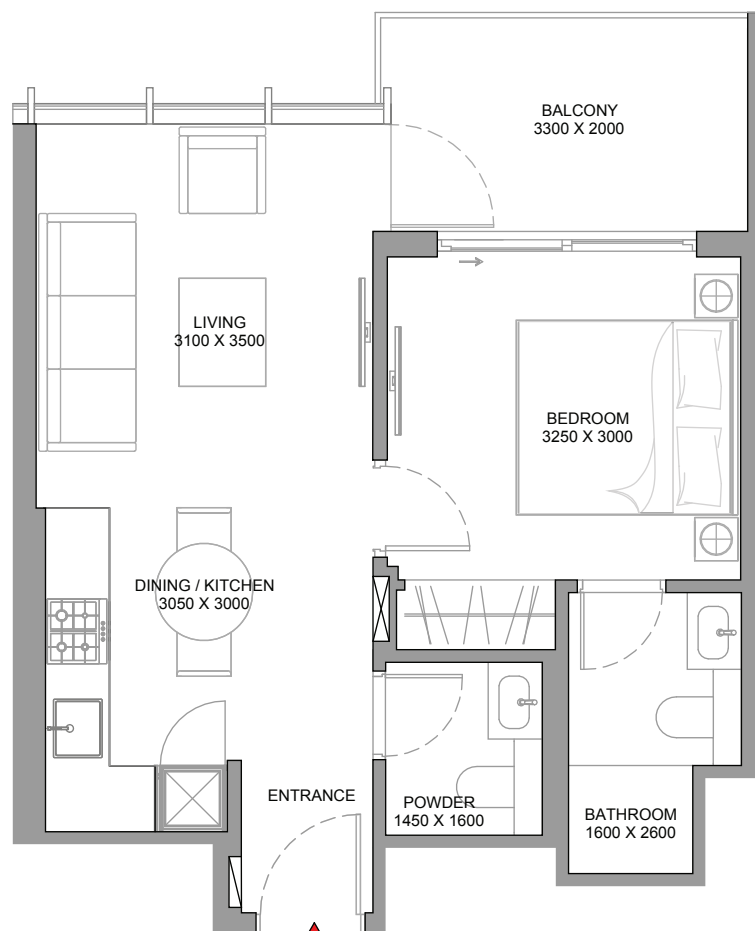 BALCONY
3300 X 2000
LIVING
3100 X 3500
BEDROOM
3250 X 3000
DINING / KITCHEN
3050 X 3000
ENTRANCE
POWDER
1450 X 1600
BATHROOM
1600 X 2600